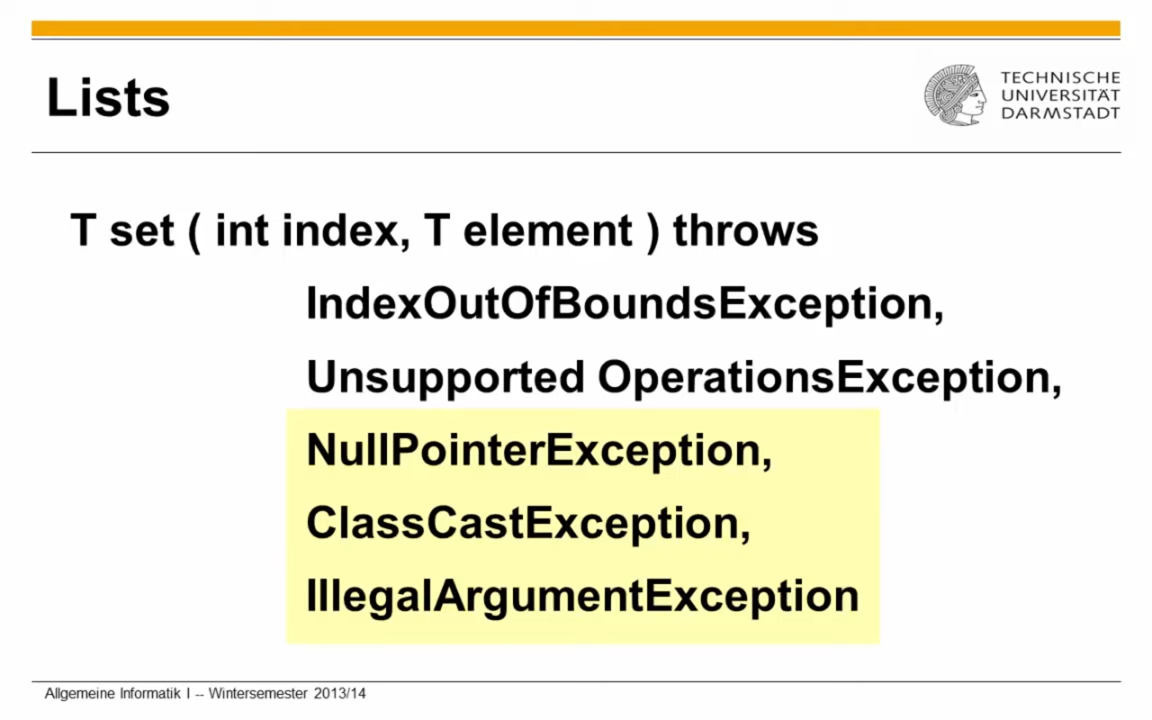 Lists
TECHNISCHE
UNIVERSITÄT
DARMSTADT
T set ( int index, T element ) throws
IndexOutOfBoundsException,
Unsupported OperationsException,
NullPointerException,
ClassCastException,
IllegalArgumentException
Allgemeine Informatik I -- Wintersemester 2013/14